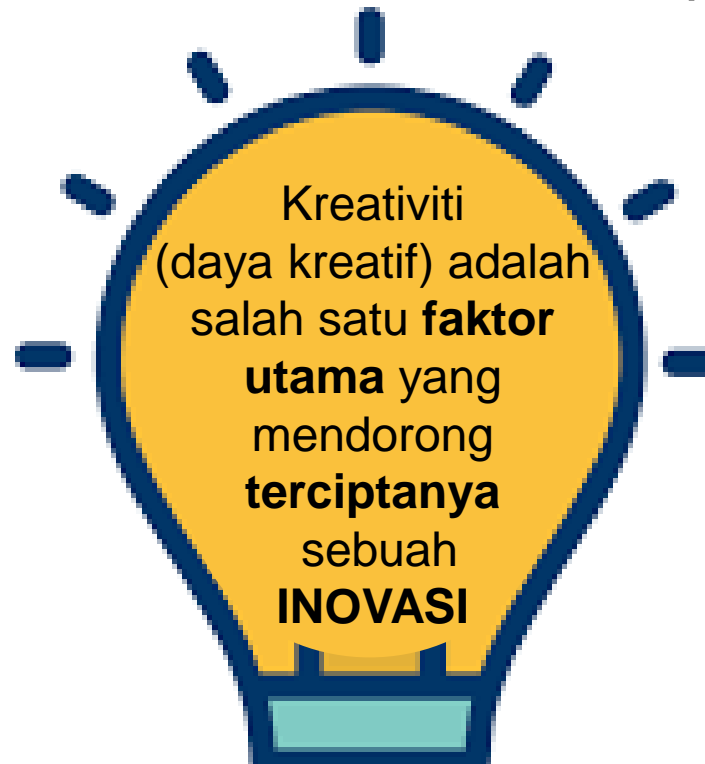 Kreativiti
(daya kreatif) adalah
salah satu faktor
utama yang
mendorong
terciptanya
sebuah
INOVASI